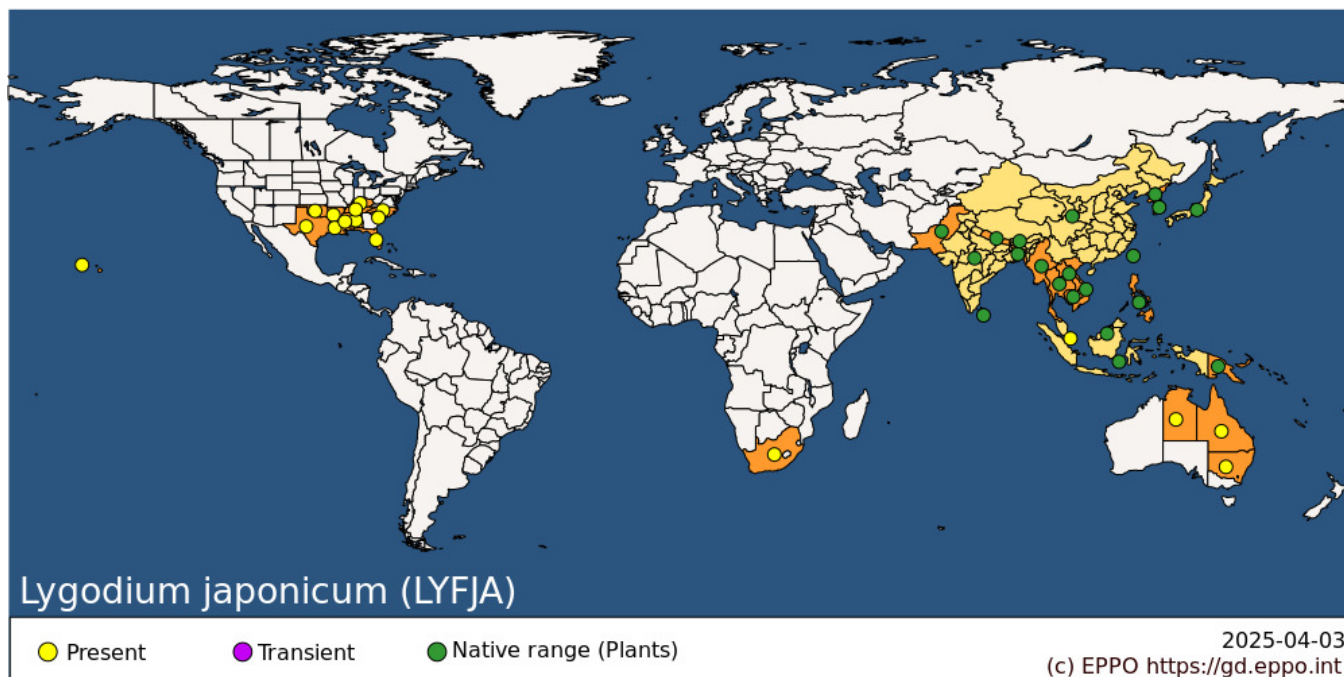 Lygodium japonicum (LYFJA)
Present
Transient
Native range (Plants)
2025-04-03
(c) EPPO https://gd.eppo.int